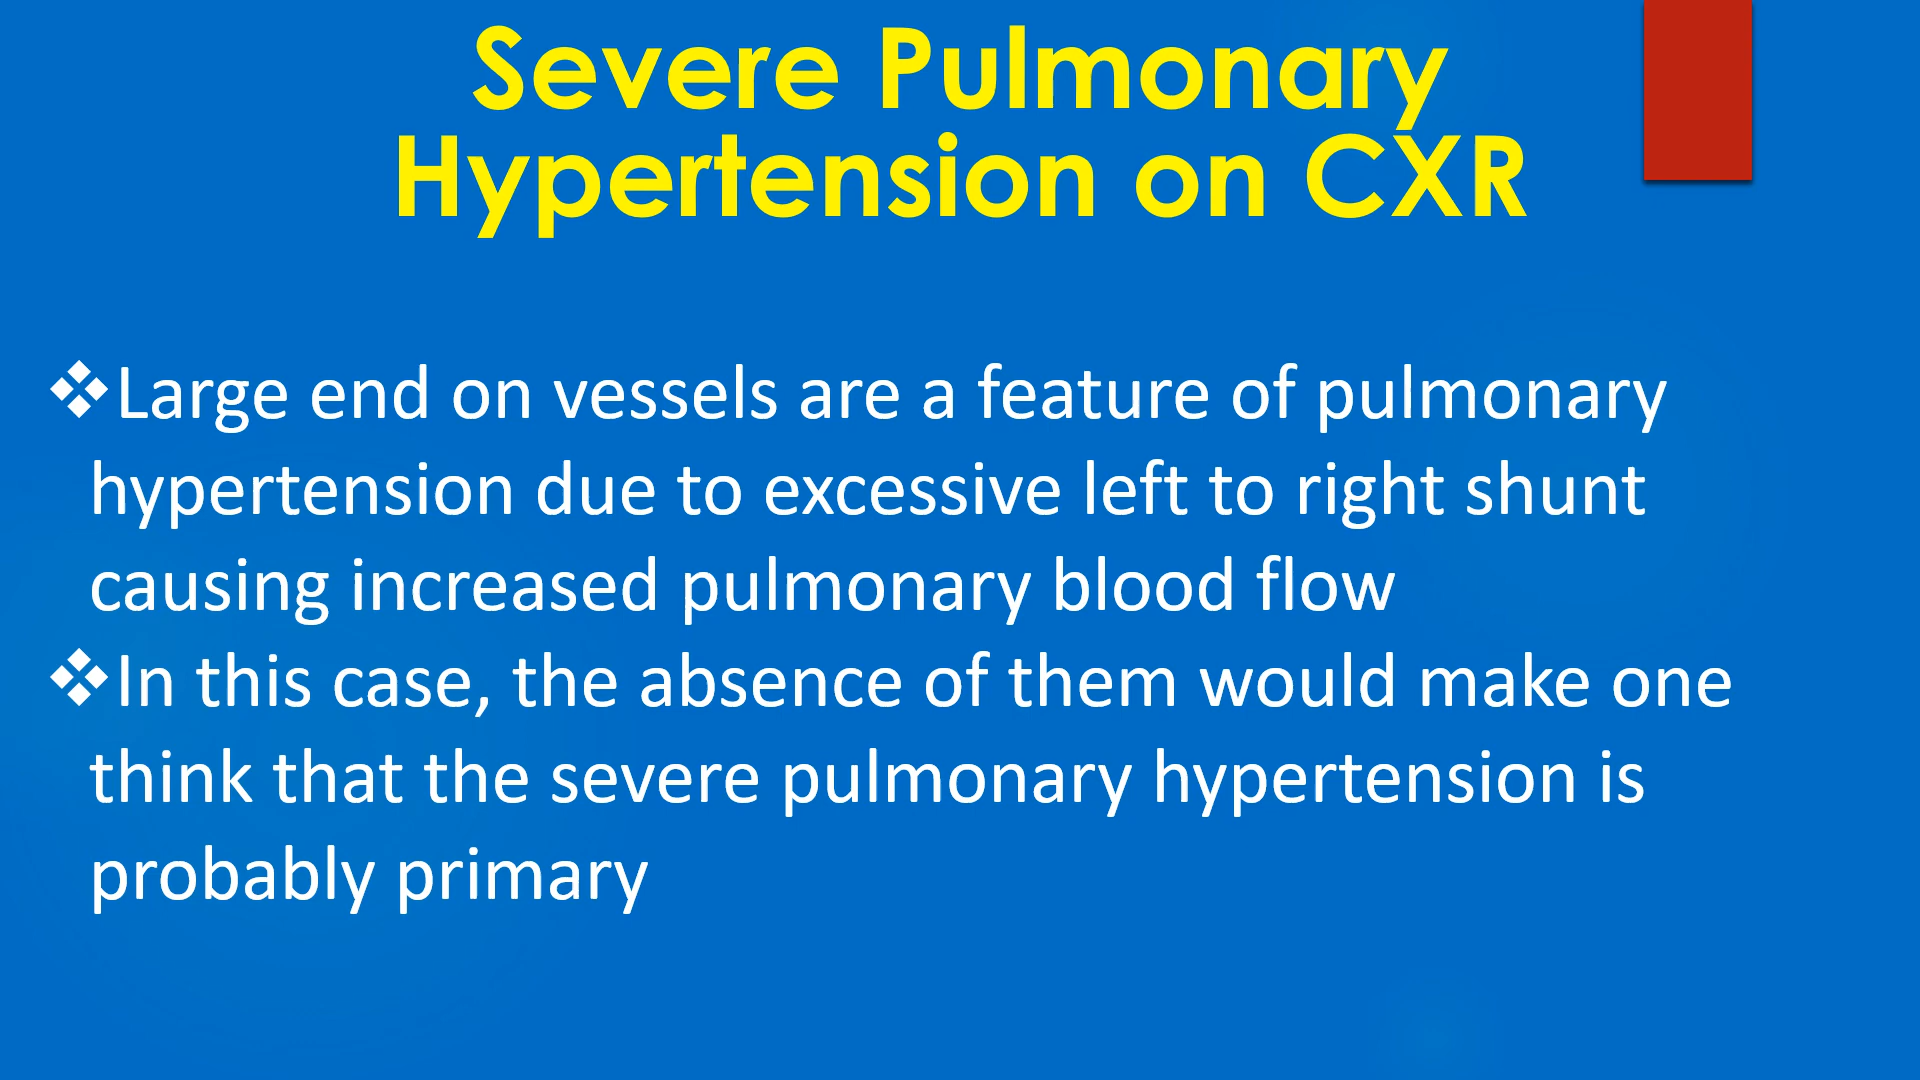 Severe Pulmonary
Hypertension on CXR
❖Large end on vessels are a feature of pulmonary
hypertension due to excessive left to right shunt
causing increased pulmonary blood flow
❖In this case, the absence of them would make one
think that the severe pulmonary hypertension is
probably primary